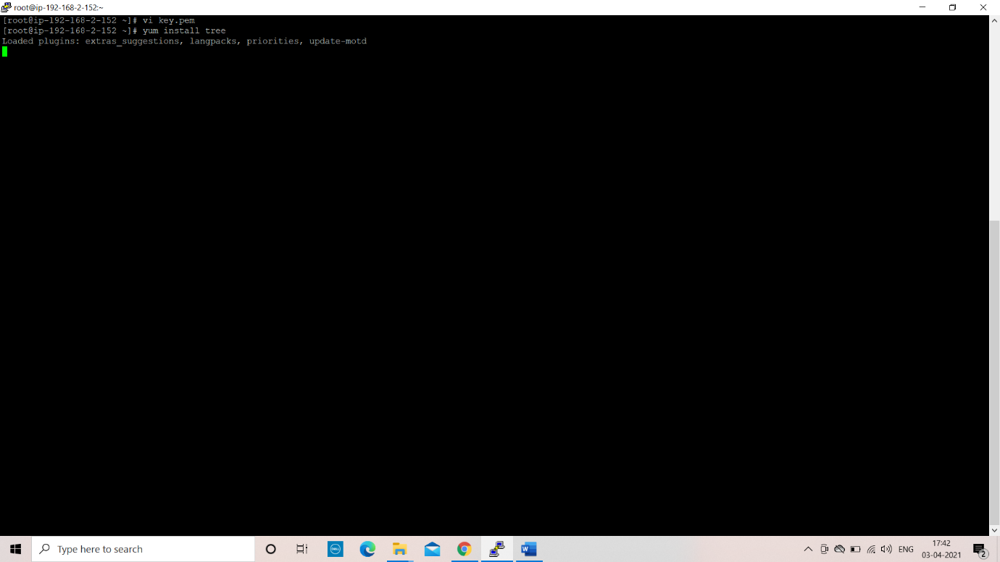 root@ip-192-168-2-152:~
[root@ip-192-168-2-152 ~]# vi key.pem
[root@ip-192-168-2-152 ~]# yum install tree
Loaded plugins: extras_suggestions, langpacks, priorities, update-motd
Type here to search
DELL
W
ENG
17:42
03-04-2021
2